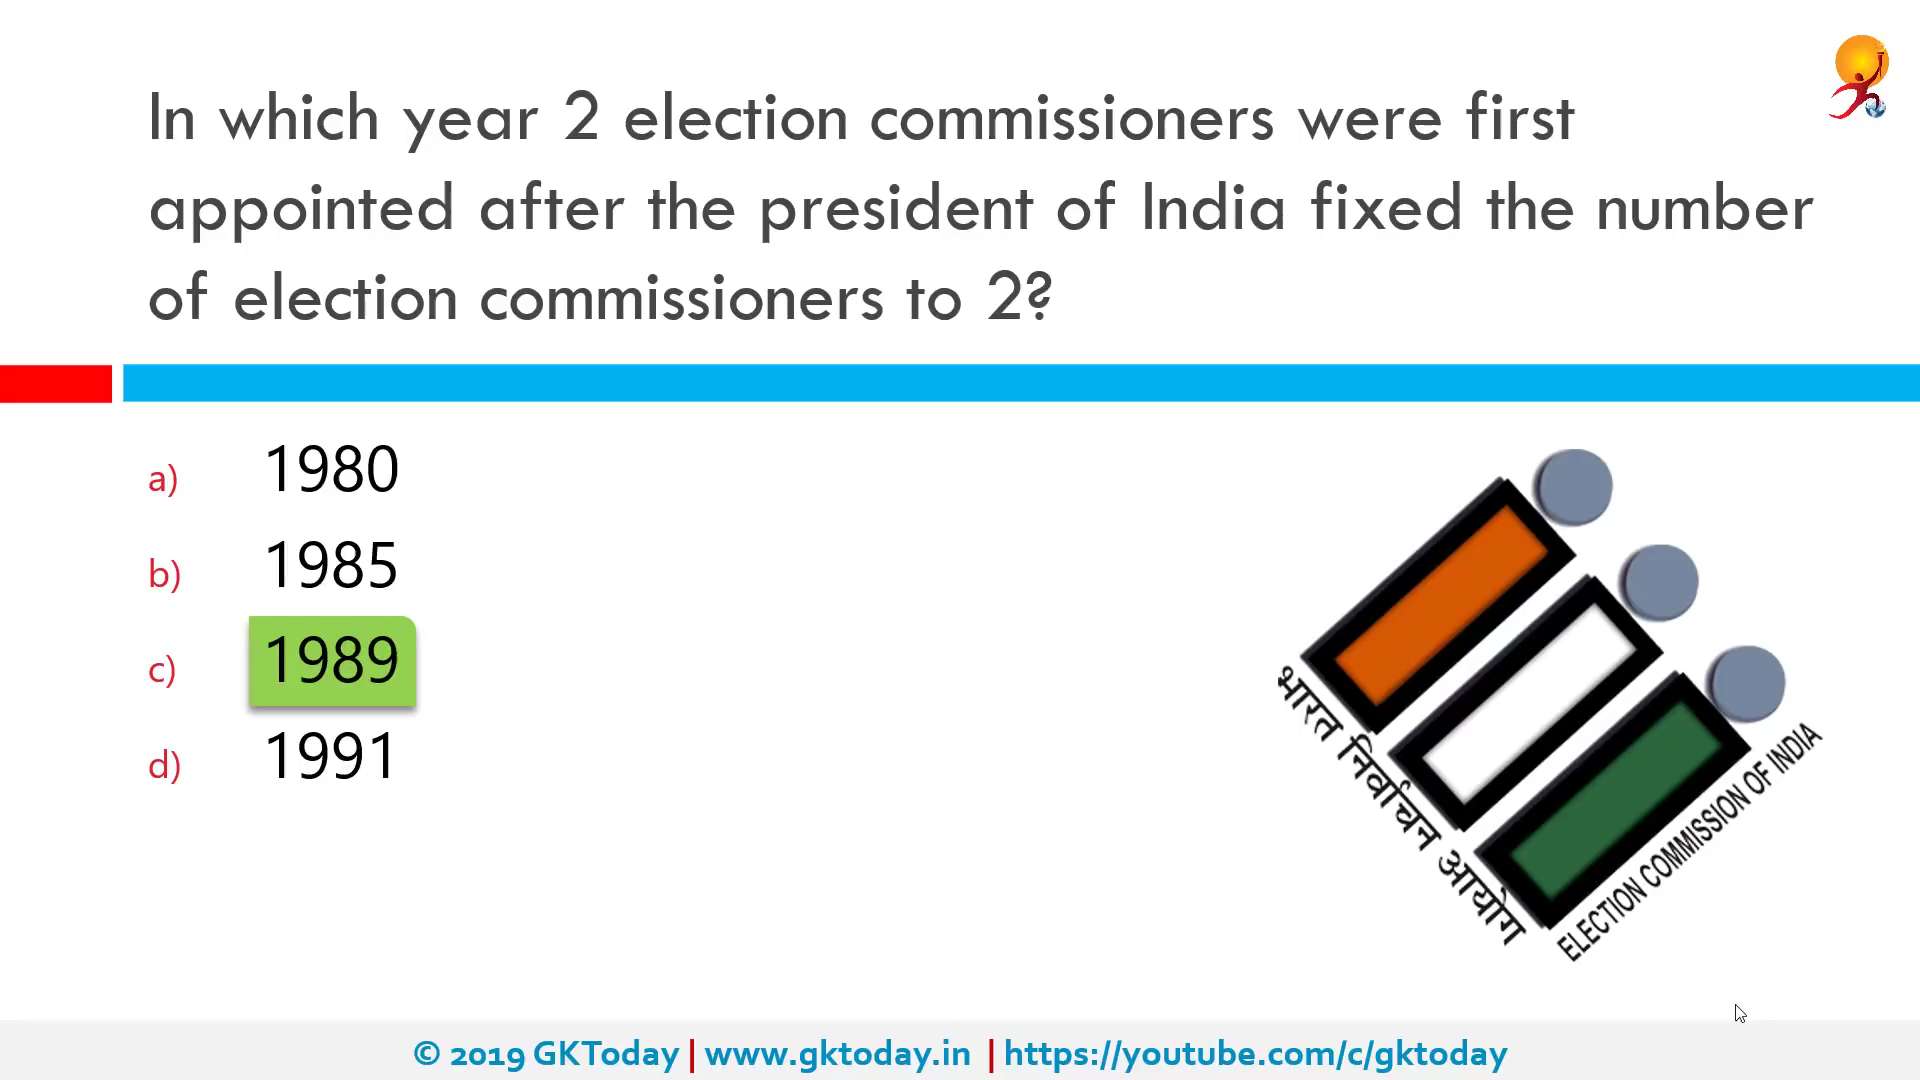 In which year 2 election commissioners were first
appointed after the president of India fixed the number
of election commissioners to 2?
a) 1980
b) 1985
c) 1989
d) 1991
भारत निर्वाचन आयोग
ELECTION COMMISSION OF INDIA
© 2019 GKToday | www.gktoday.in | https://youtube.com/c/gktoday